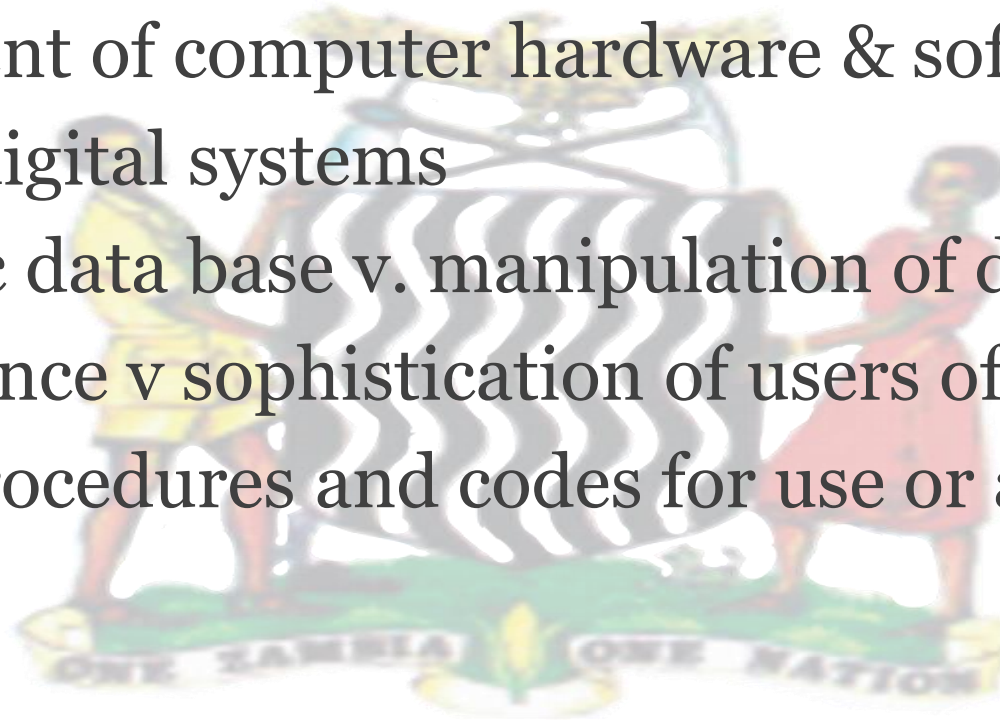 nt of computer hardware & sof
igital systems
data base v. manipulation of
nce v sophistication of users of
ocedures and codes for use or
ONE ZAMBIA ONE NATION